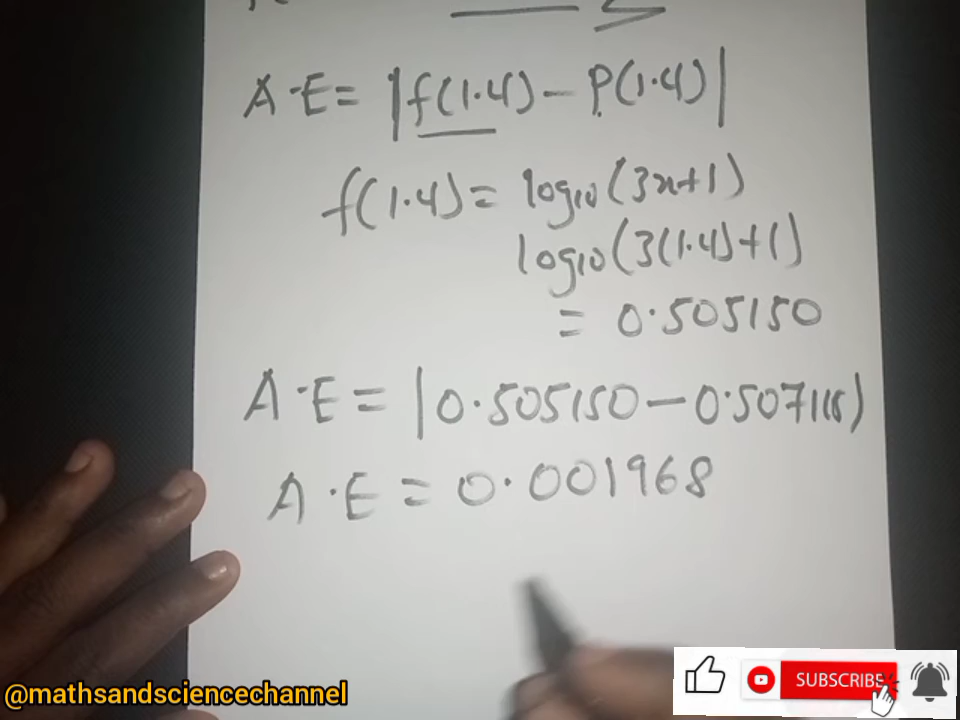 A·E = |f(1.4) - P(1.4)|
f(1.4) = log10(3x+1)
log10(3(1.4)+1)
= 0.505150
A·E = |0.505150 - 0.507118)
A·E = 0.001968
SUBSCRIBE
@mathsandsciencechannel